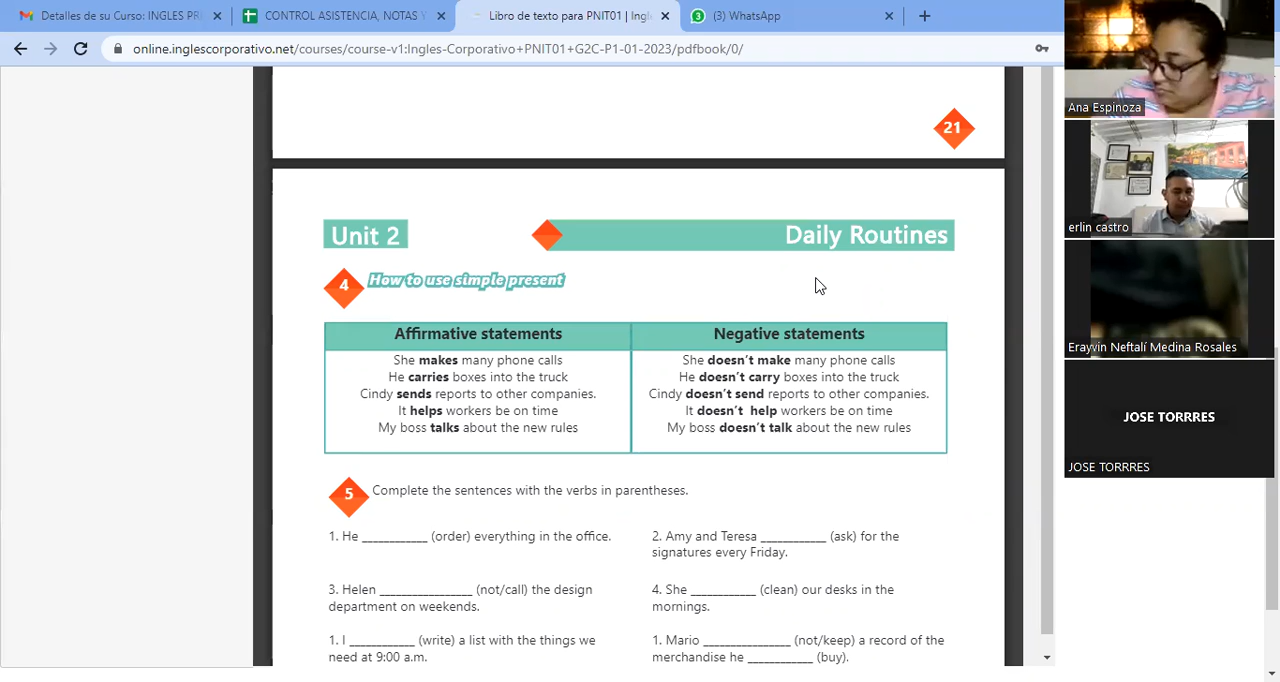 Detalles de su Curso: INGLES PRI
CONTROL ASISTENCIA, NOTAS Y
Libro de texto para PNIT01 | Ingl
(3) WhatsApp
online.inglescorporativo.net/courses/course-v1:Ingles-Corporativo+PNIT01+G2C-P1-01-2023/pdfbook/0/
21
Unit 2
Daily Routines
4 How to use simple present
Affirmative statements
She makes many phone calls
He carries boxes into the truck
Cindy sends reports to other companies.
It helps workers be on time
My boss talks about the new rules
Negative statements
She doesn't make many phone calls
He doesn't carry boxes into the truck
Cindy doesn't send reports to other companies.
It doesn't help workers be on time
My boss doesn't talk about the new rules
5 Complete the sentences with the verbs in parentheses.
1. He ___________ (order) everything in the office.
2. Amy and Teresa ___________ (ask) for the
signatures every Friday.
3. Helen ________________ (not/call) the design
department on weekends.
4. She ___________ (clean) our desks in the
mornings.
1. I ___________ (write) a list with the things we
need at 9:00 a.m.
1. Mario _______________ (not/keep) a record of the
merchandise he ___________ (buy).
Ana Espinoza
erlin castro
Erayvin Neftalí Medina Rosales
JOSE TORRRES
JOSE TORRRES